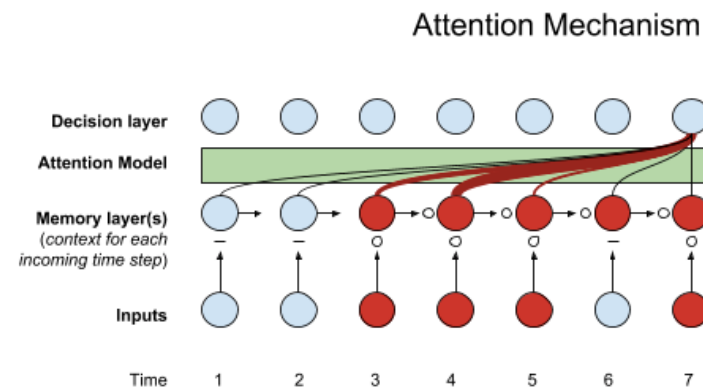 Attention Mechanism
Decision layer
Attention Model
Memory layer(s)
(context for each
incoming time step)
Inputs
Time 1 2 3 4 5 6 7